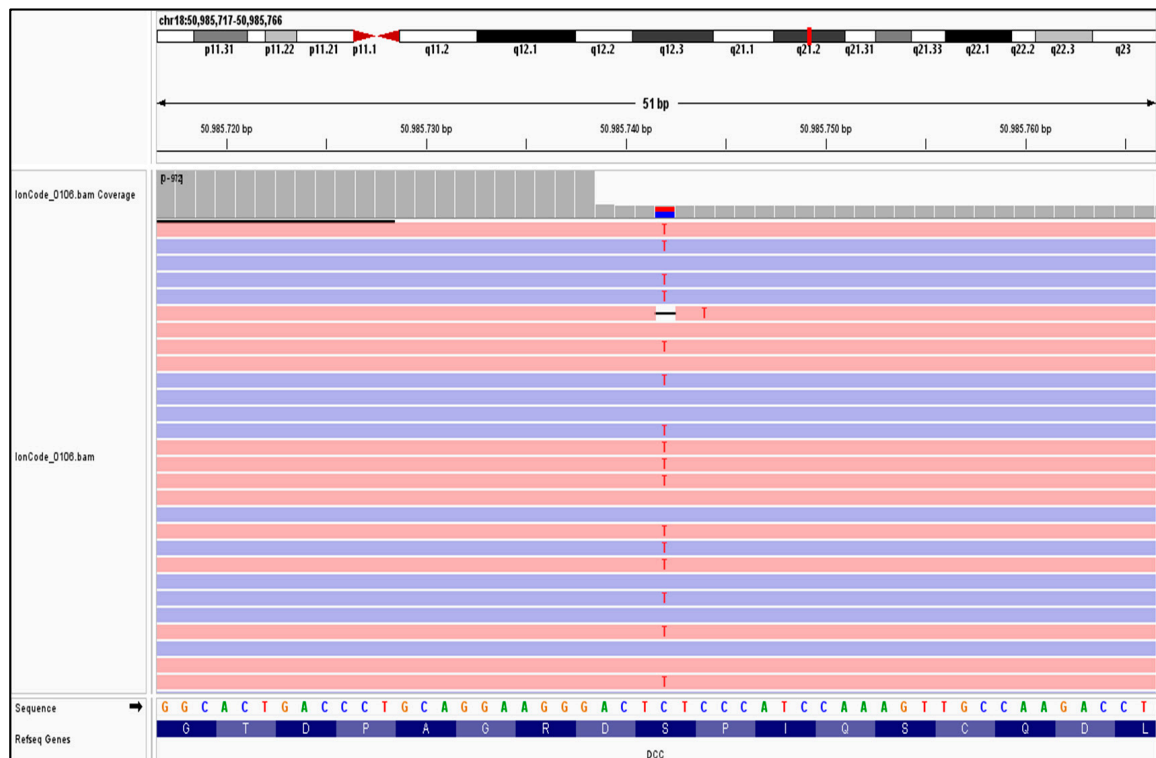 chr18:50,985,717-50,985,766
p11.31 p11.22 p11.21 p11.1 q11.2 q12.1 q12.2 q12.3 q21.1 q21.2 q21.31 q21.33 q22.1 q22.2 q22.3 q23
51 bp
50.985.720 bp 50.985.730 bp 50.985.740 bp 50.985.750 bp 50.985.760 bp
IonCode_0106.bam Coverage
[0-972]
T
T
T
T
T
T
T
T
T
IonCode_0106.bam T
T
T
T
T
T
T
T
Sequence G G C A C T G A C C C T G C A G G A A G G G A C T C T C C C A T C C A A A G T T G C C A A G A C C T
Refseq Genes G T D P A G R D S P I Q S C Q D L
DCC